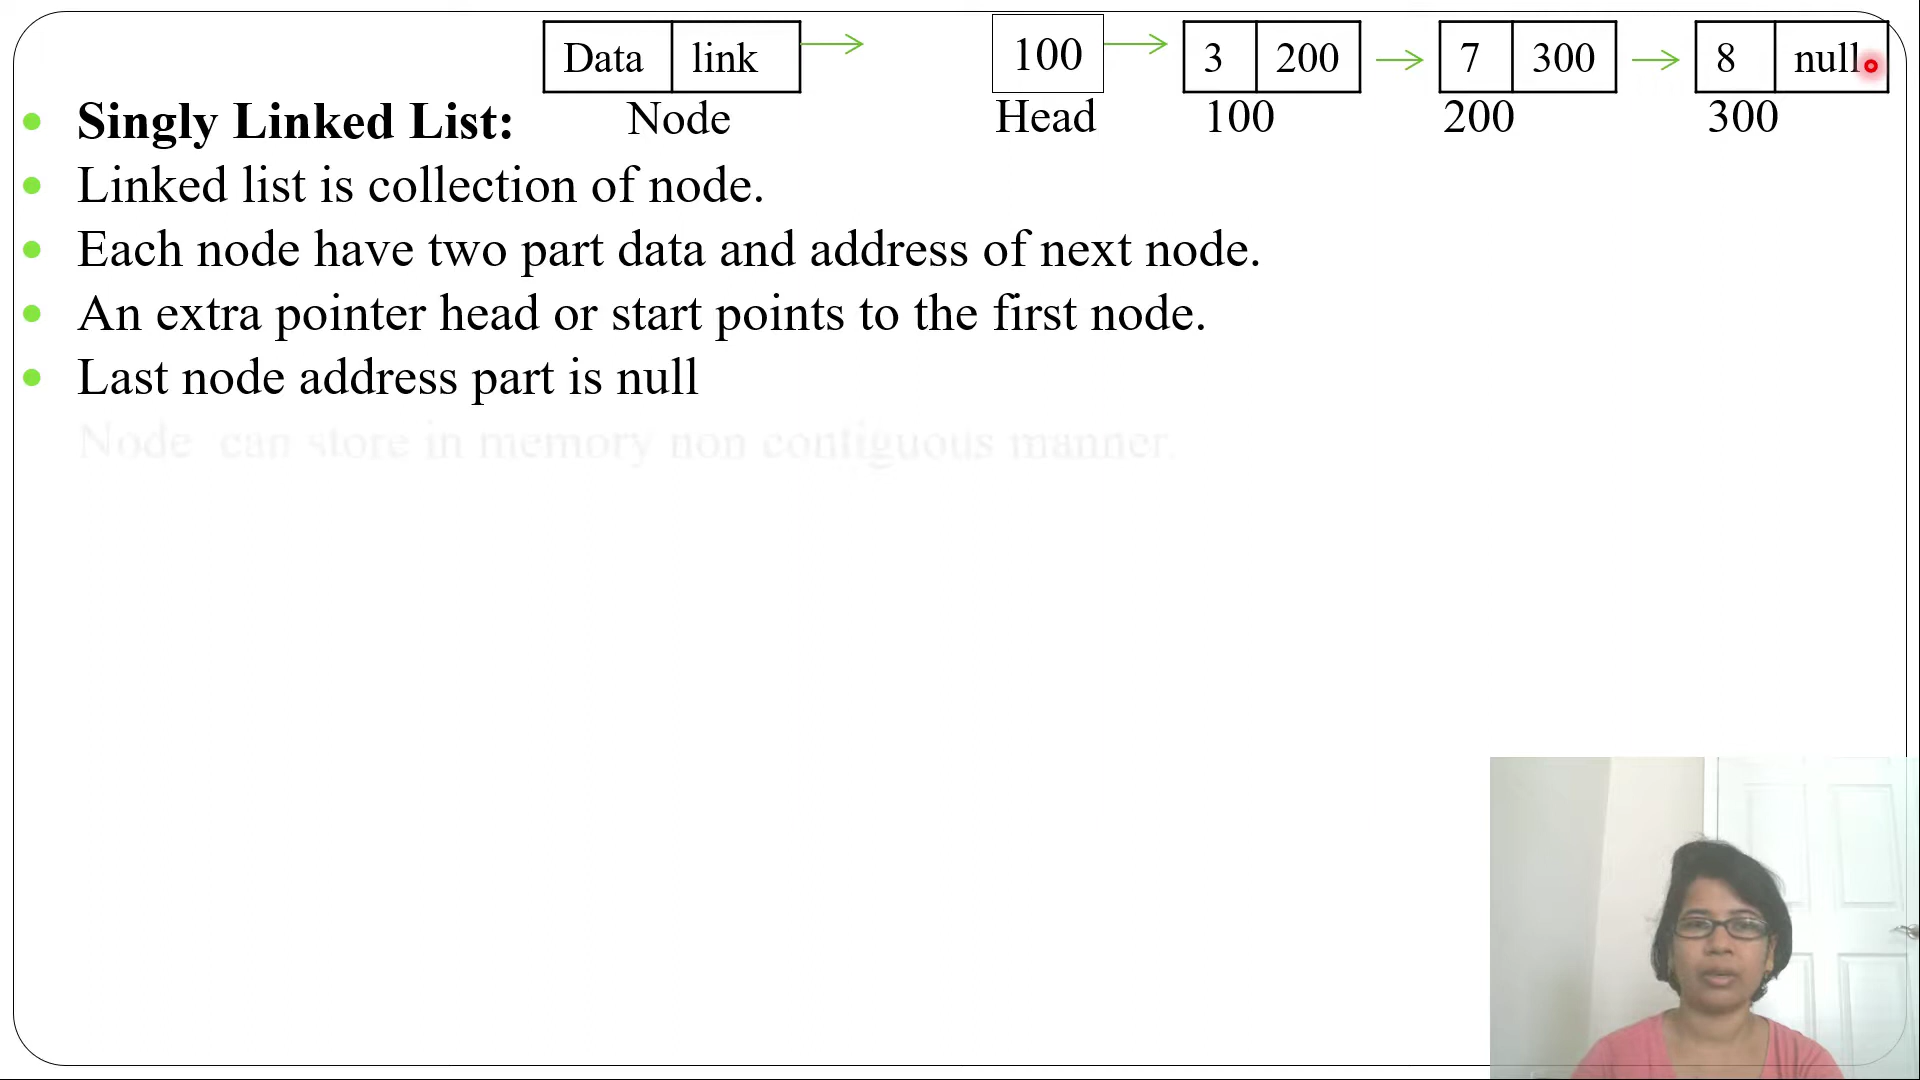 Data link 100 3 200 7 300 8 null
Singly Linked List: Node Head 100 200 300
Linked list is collection of node.
Each node have two part data and address of next node.
An extra pointer head or start points to the first node.
Last node address part is null
Node can store in memory non contiguous manner.